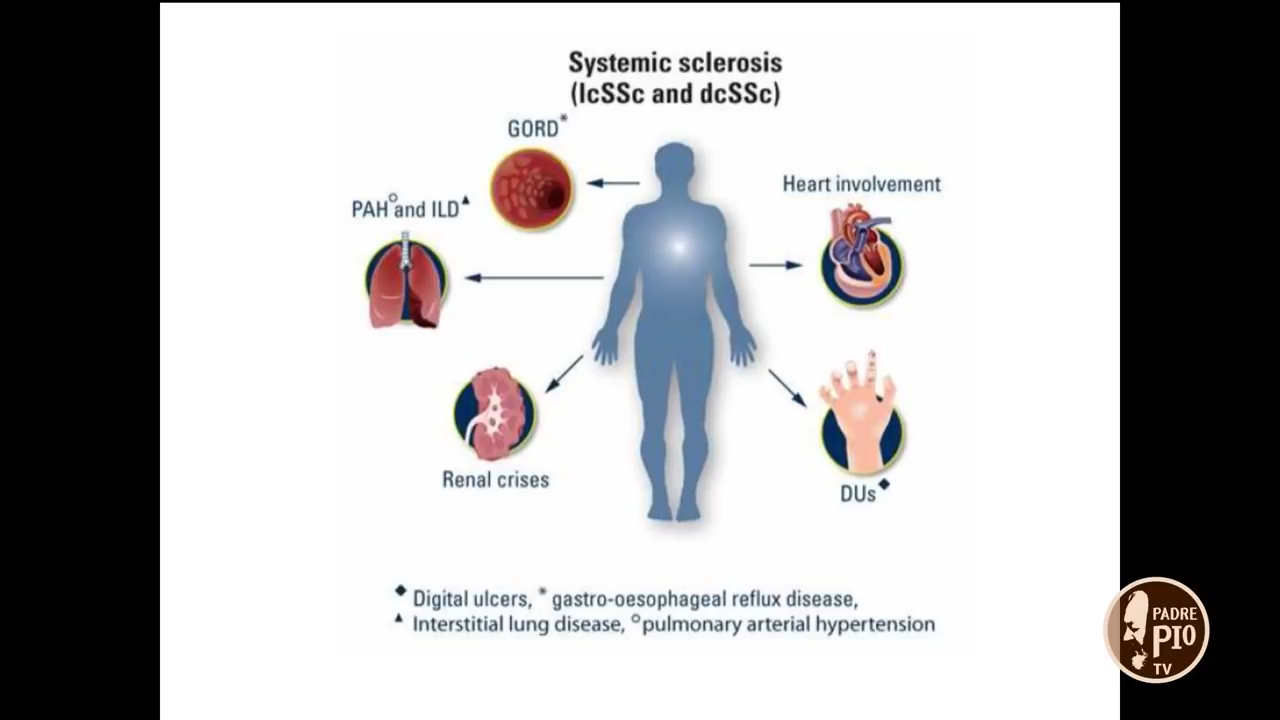 Systemic sclerosis
(lcSSc and dcSSc)
GORD*
Heart involvement
PAH○and ILD▲
Renal crises
DUs◆
◆ Digital ulcers, * gastro-oesophageal reflux disease,
▲ Interstitial lung disease, ○pulmonary arterial hypertension
PADRE
PIO
TV